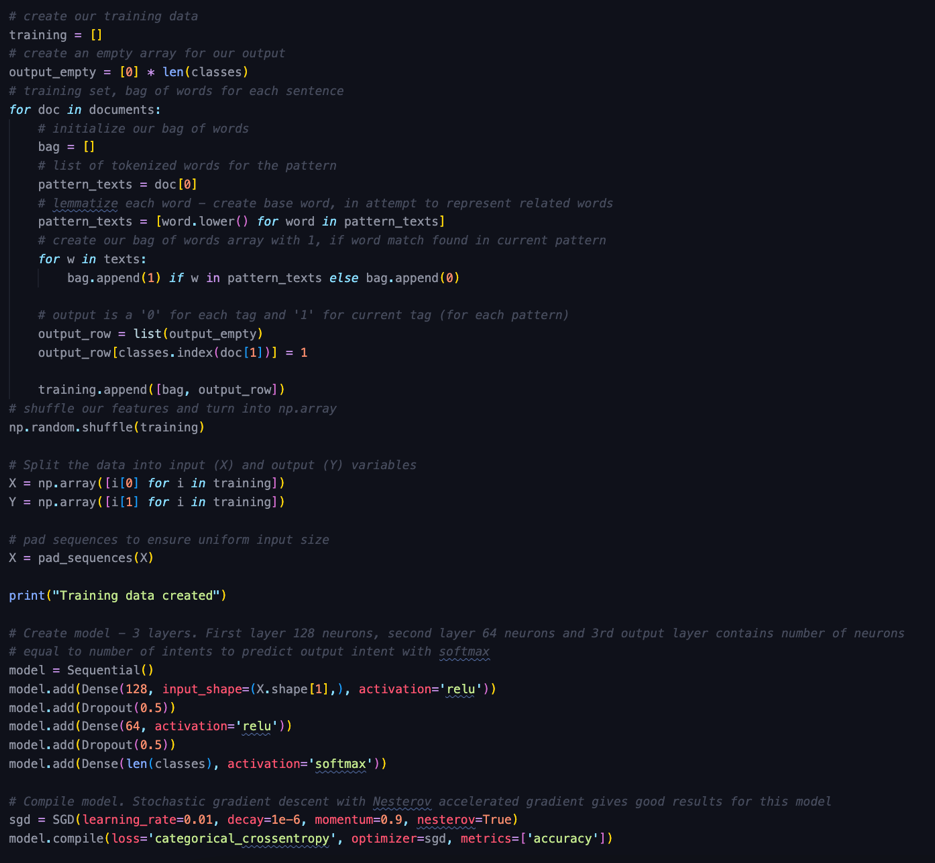 # create our training data
training = []
# create an empty array for our output
output_empty = [0] * len(classes)
# training set, bag of words for each sentence
for doc in documents:
    # initialize our bag of words
    bag = []
    # list of tokenized words for the pattern
    pattern_texts = doc[0]
    # lemmatize each word – create base word, in attempt to represent related words
    pattern_texts = [word.lower() for word in pattern_texts]
    # create our bag of words array with 1, if word match found in current pattern
    for w in texts:
        bag.append(1) if w in pattern_texts else bag.append(0)

    # output is a '0' for each tag and '1' for current tag (for each pattern)
    output_row = list(output_empty)
    output_row[classes.index(doc[1])] = 1

    training.append([bag, output_row])
# shuffle our features and turn into np.array
np.random.shuffle(training)

# Split the data into input (X) and output (Y) variables
X = np.array([i[0] for i in training])
Y = np.array([i[1] for i in training])

# pad sequences to ensure uniform input size
X = pad_sequences(X)

print("Training data created")

# Create model – 3 layers. First layer 128 neurons, second layer 64 neurons and 3rd output layer contains number of neurons
# equal to number of intents to predict output intent with softmax
model = Sequential()
model.add(Dense(128, input_shape=(X.shape[1],), activation='relu'))
model.add(Dropout(0.5))
model.add(Dense(64, activation='relu'))
model.add(Dropout(0.5))
model.add(Dense(len(classes), activation='softmax'))

# Compile model. Stochastic gradient descent with Nesterov accelerated gradient gives good results for this model
sgd = SGD(learning_rate=0.01, decay=1e-6, momentum=0.9, nesterov=True)
model.compile(loss='categorical_crossentropy', optimizer=sgd, metrics=['accuracy'])